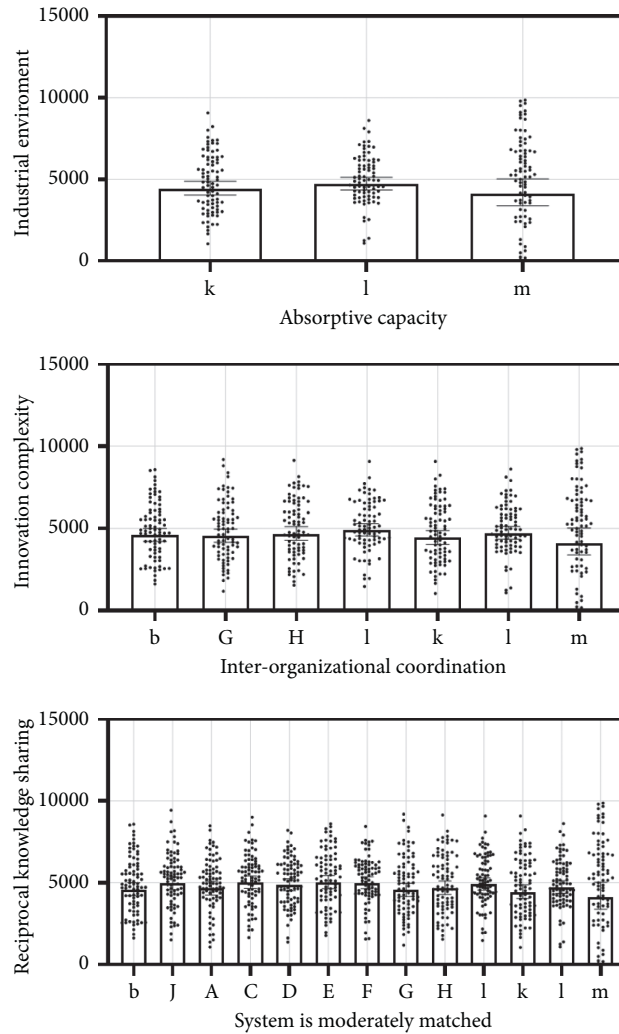 15000
10000
5000
0
Industrial enviroment
k l m
Absorptive capacity
15000
10000
5000
0
Innovation complexity
b G H l k l m
Inter-organizational coordination
15000
10000
5000
0
Reciprocal knowledge sharing
b J A C D E F G H l k l m
System is moderately matched